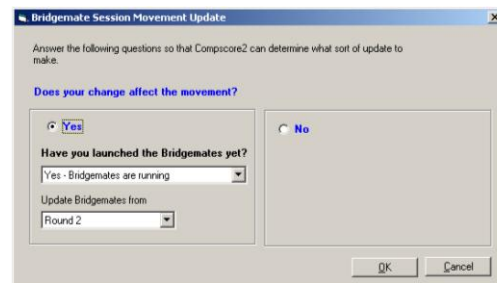 Bridgemate Session Movement Update
Answer the following questions so that Compscore2 can determine what sort of update to
make.
Does your change affect the movement?
Yes
No
Have you launched the Bridgemates yet?
Yes - Bridgemates are running
Update Bridgemates from
Round 2
OK
Cancel